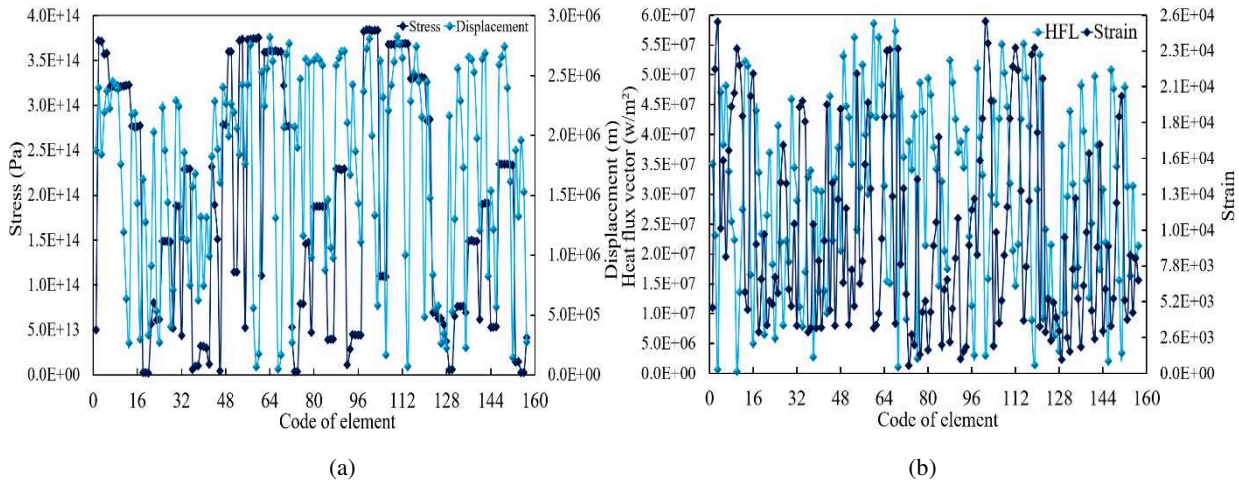 Stress Displacement
Stress (Pa)
4.0E+14
3.5E+14
3.0E+14
2.5E+14
2.0E+14
1.5E+14
1.0E+14
5.0E+13
0.0E+00
3.0E+06
2.5E+06
2.0E+06
1.5E+06
1.0E+06
5.0E+05
0.0E+00
Displacement (m)
0 16 32 48 64 80 96 112 128 144 160
Code of element
(a)
HFL Strain
Heat flux vector (w/m²)
6.0E+07
5.5E+07
5.0E+07
4.5E+07
4.0E+07
3.5E+07
3.0E+07
2.5E+07
2.0E+07
1.5E+07
1.0E+07
5.0E+06
0.0E+00
2.6E+04
2.3E+04
2.1E+04
1.8E+04
1.6E+04
1.3E+04
1.0E+04
7.8E+03
5.2E+03
2.6E+03
0.0E+00
Strain
0 16 32 48 64 80 96 112 128 144 160
Code of element
(b)